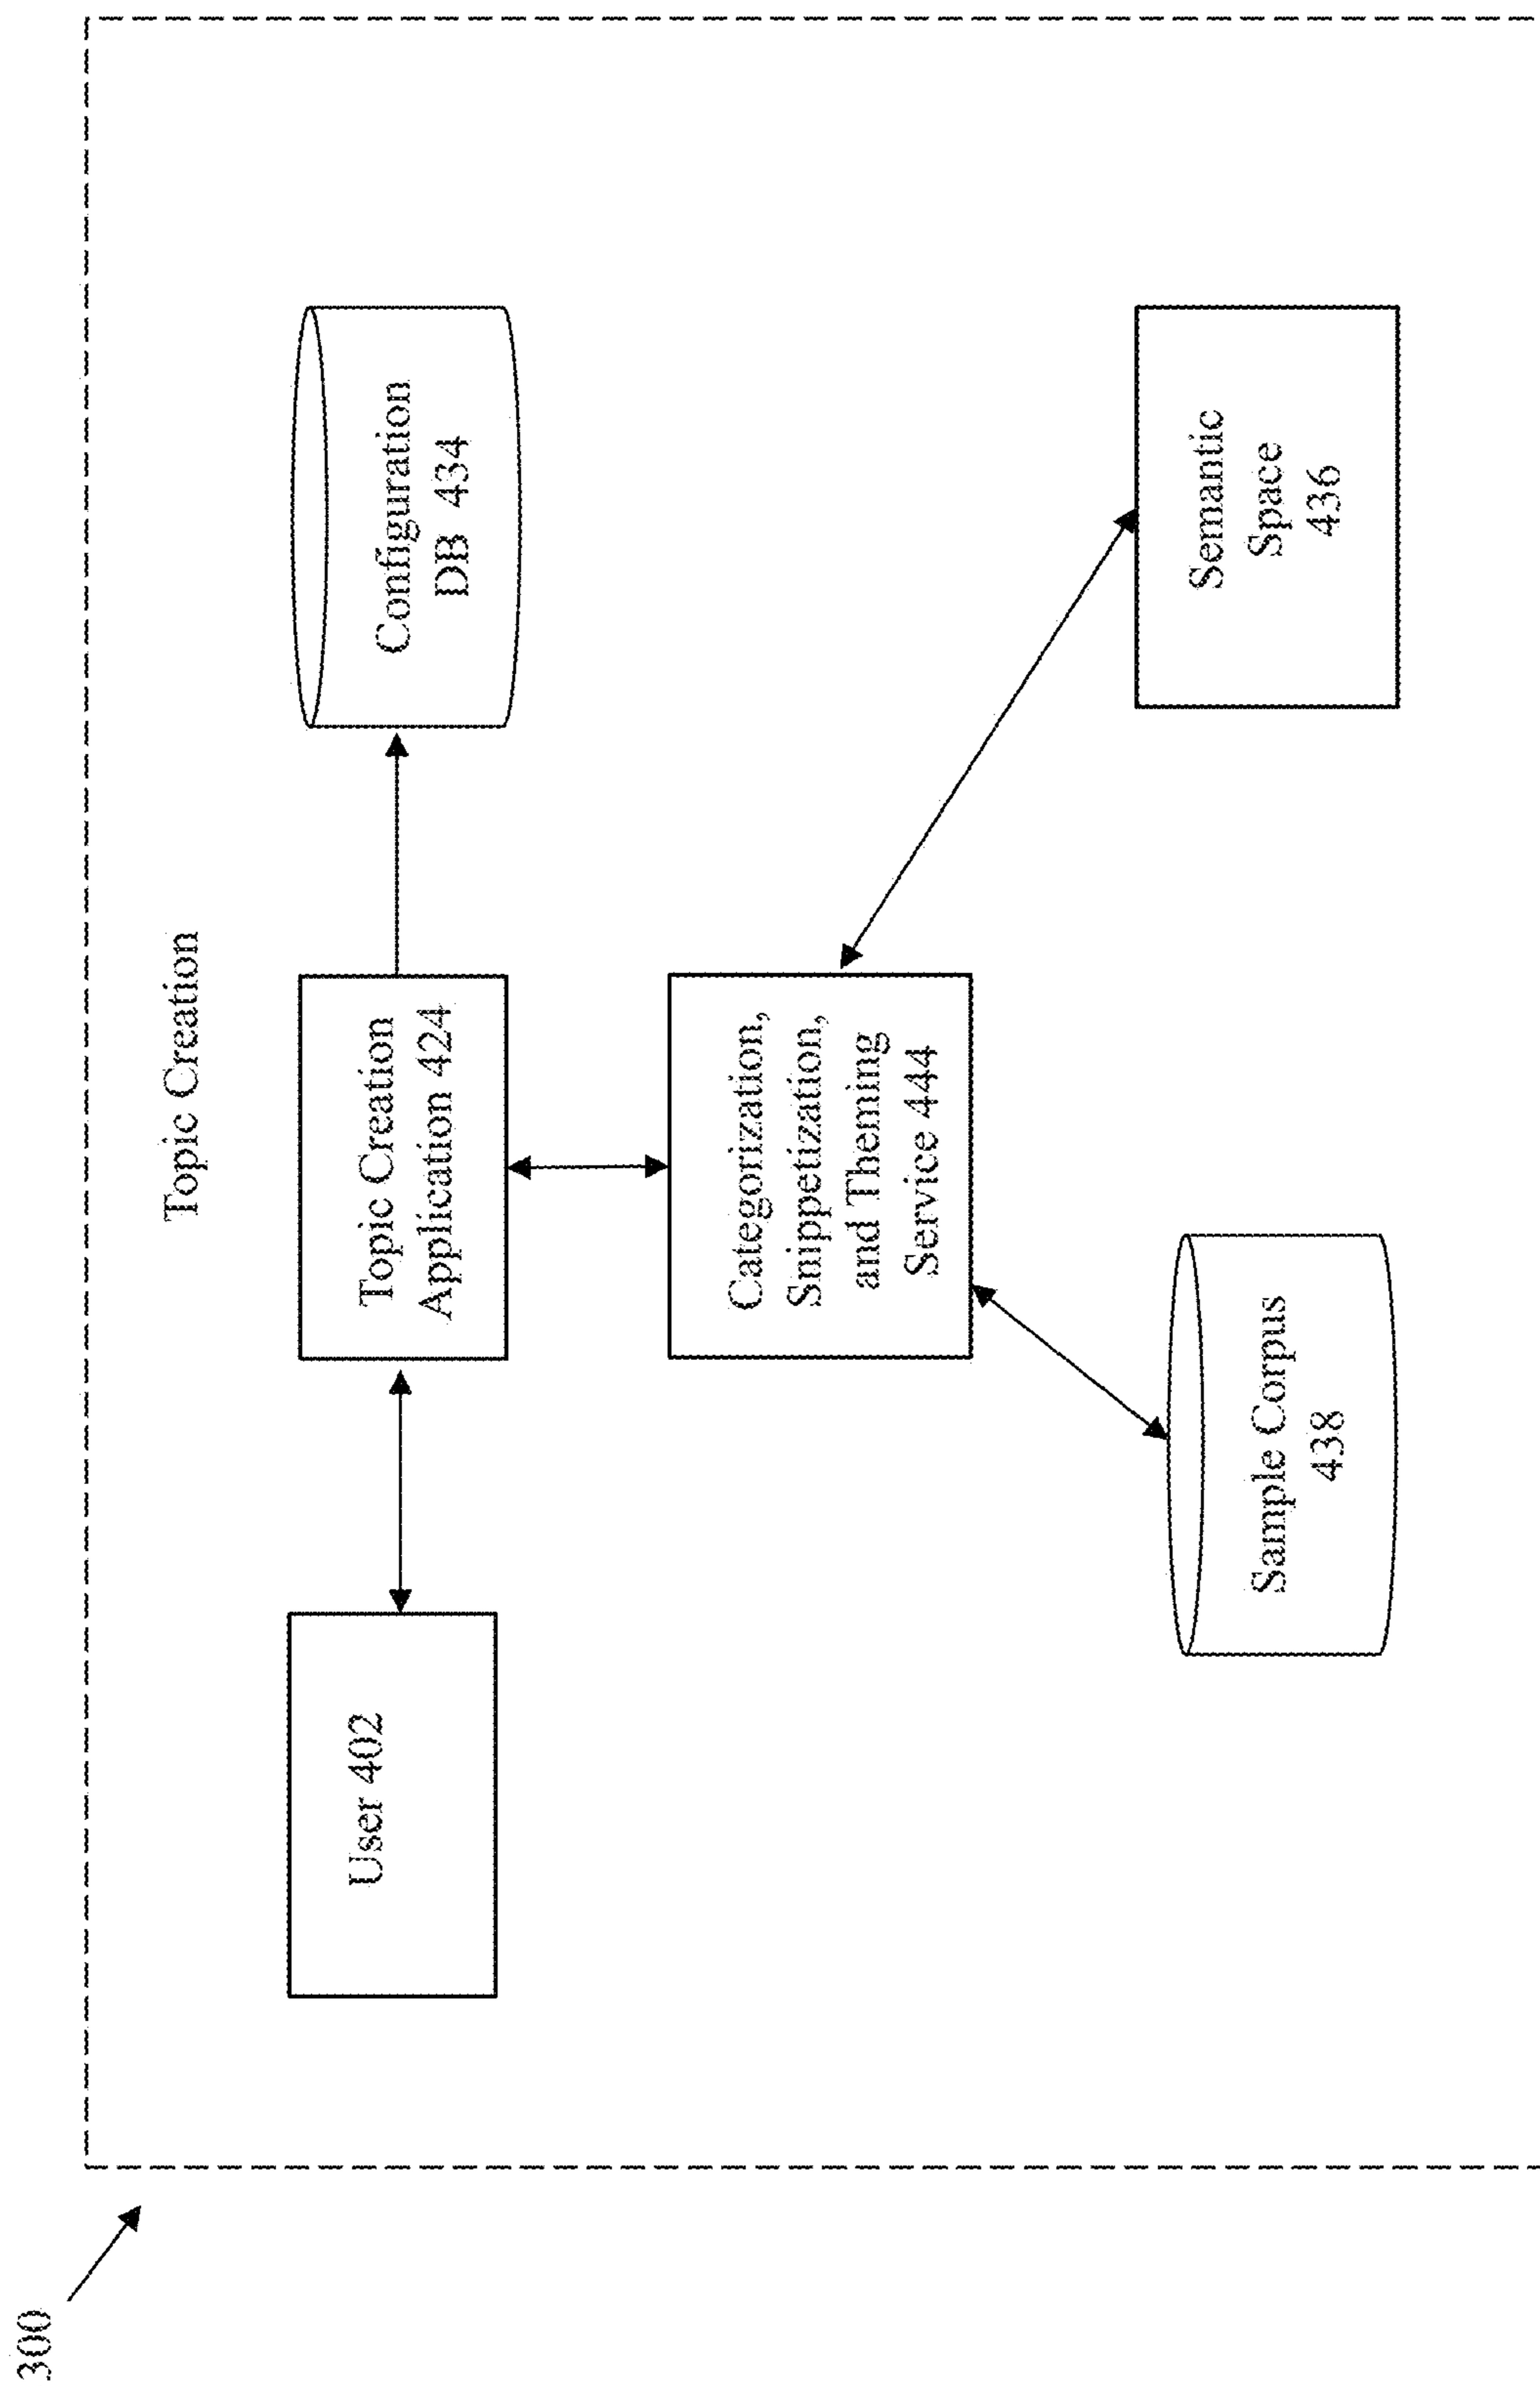 300
Topic Creation
User 402
Topic Creation
Application 424
Configuration
DB 434
Categorization,
Snippetization,
and Theming
Service 444
Sample Corpus
438
Semantic
Space
436